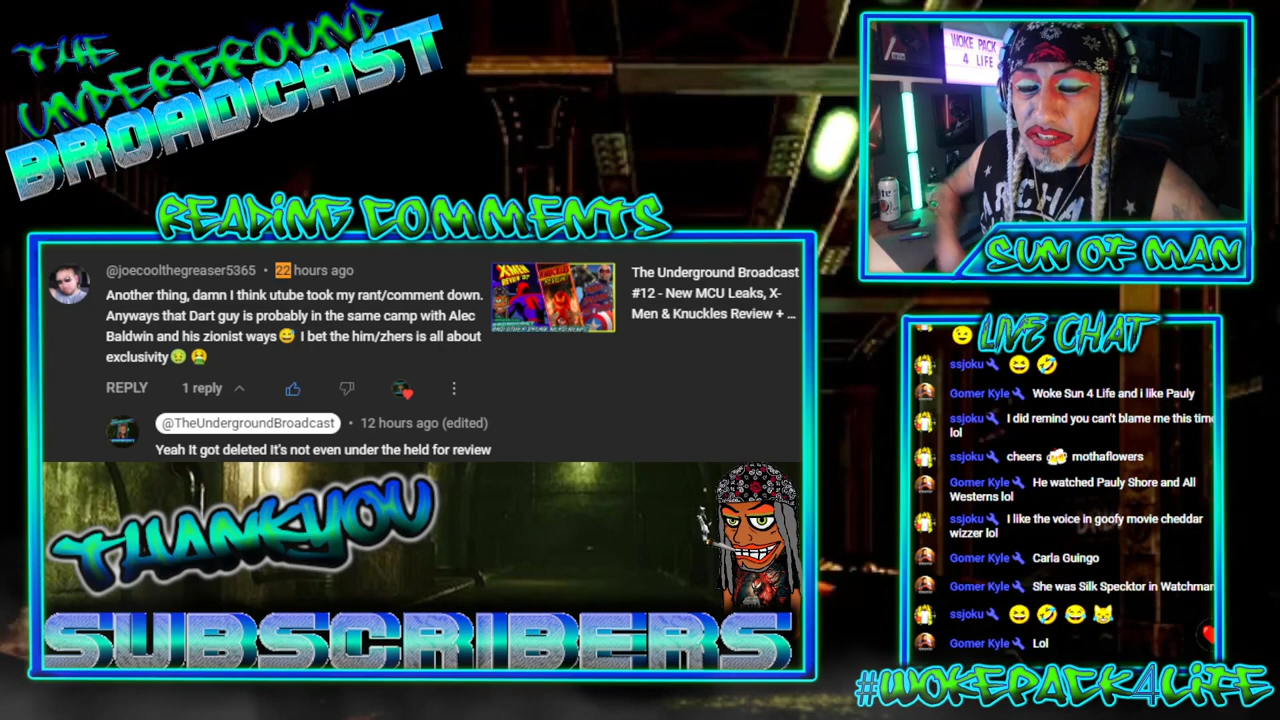 THE
UNDERGROUND
BROADCAST
READING COMMENTS
@joecoolthegreaser5365 • 22 hours ago
Another thing, damn I think utube took my rant/comment down.
Anyways that Dart guy is probably in the same camp with Alec
Baldwin and his zionist ways😅 I bet the him/zhers is all about
exclusivity🤢 🤮
REPLY 1 reply
@TheUndergroundBroadcast • 12 hours ago (edited)
Yeah It got deleted It's not even under the held for review
The Underground Broadcast
#12 - New MCU Leaks, X-
Men & Knuckles Review + ...
X-MEN
THANKYOU
SUBSCRIBERS
WOKE PACK
4 LIFE
SUN OF MAN
LIVE CHAT
😉
ssjoku 😆 🤣
Gomer Kyle Woke Sun 4 Life and i like Pauly
ssjoku I did remind you can't blame me this time
lol
ssjoku cheers 🍻 mothaflowers
Gomer Kyle He watched Pauly Shore and All
Westerns lol
ssjoku I like the voice in goofy movie cheddar
wizzer lol
Gomer Kyle Carla Guingo
Gomer Kyle She was Silk Specktor in Watchmar
ssjoku 😆 🤣 😂 😹
Gomer Kyle Lol
#WOKEPACK4LIFE